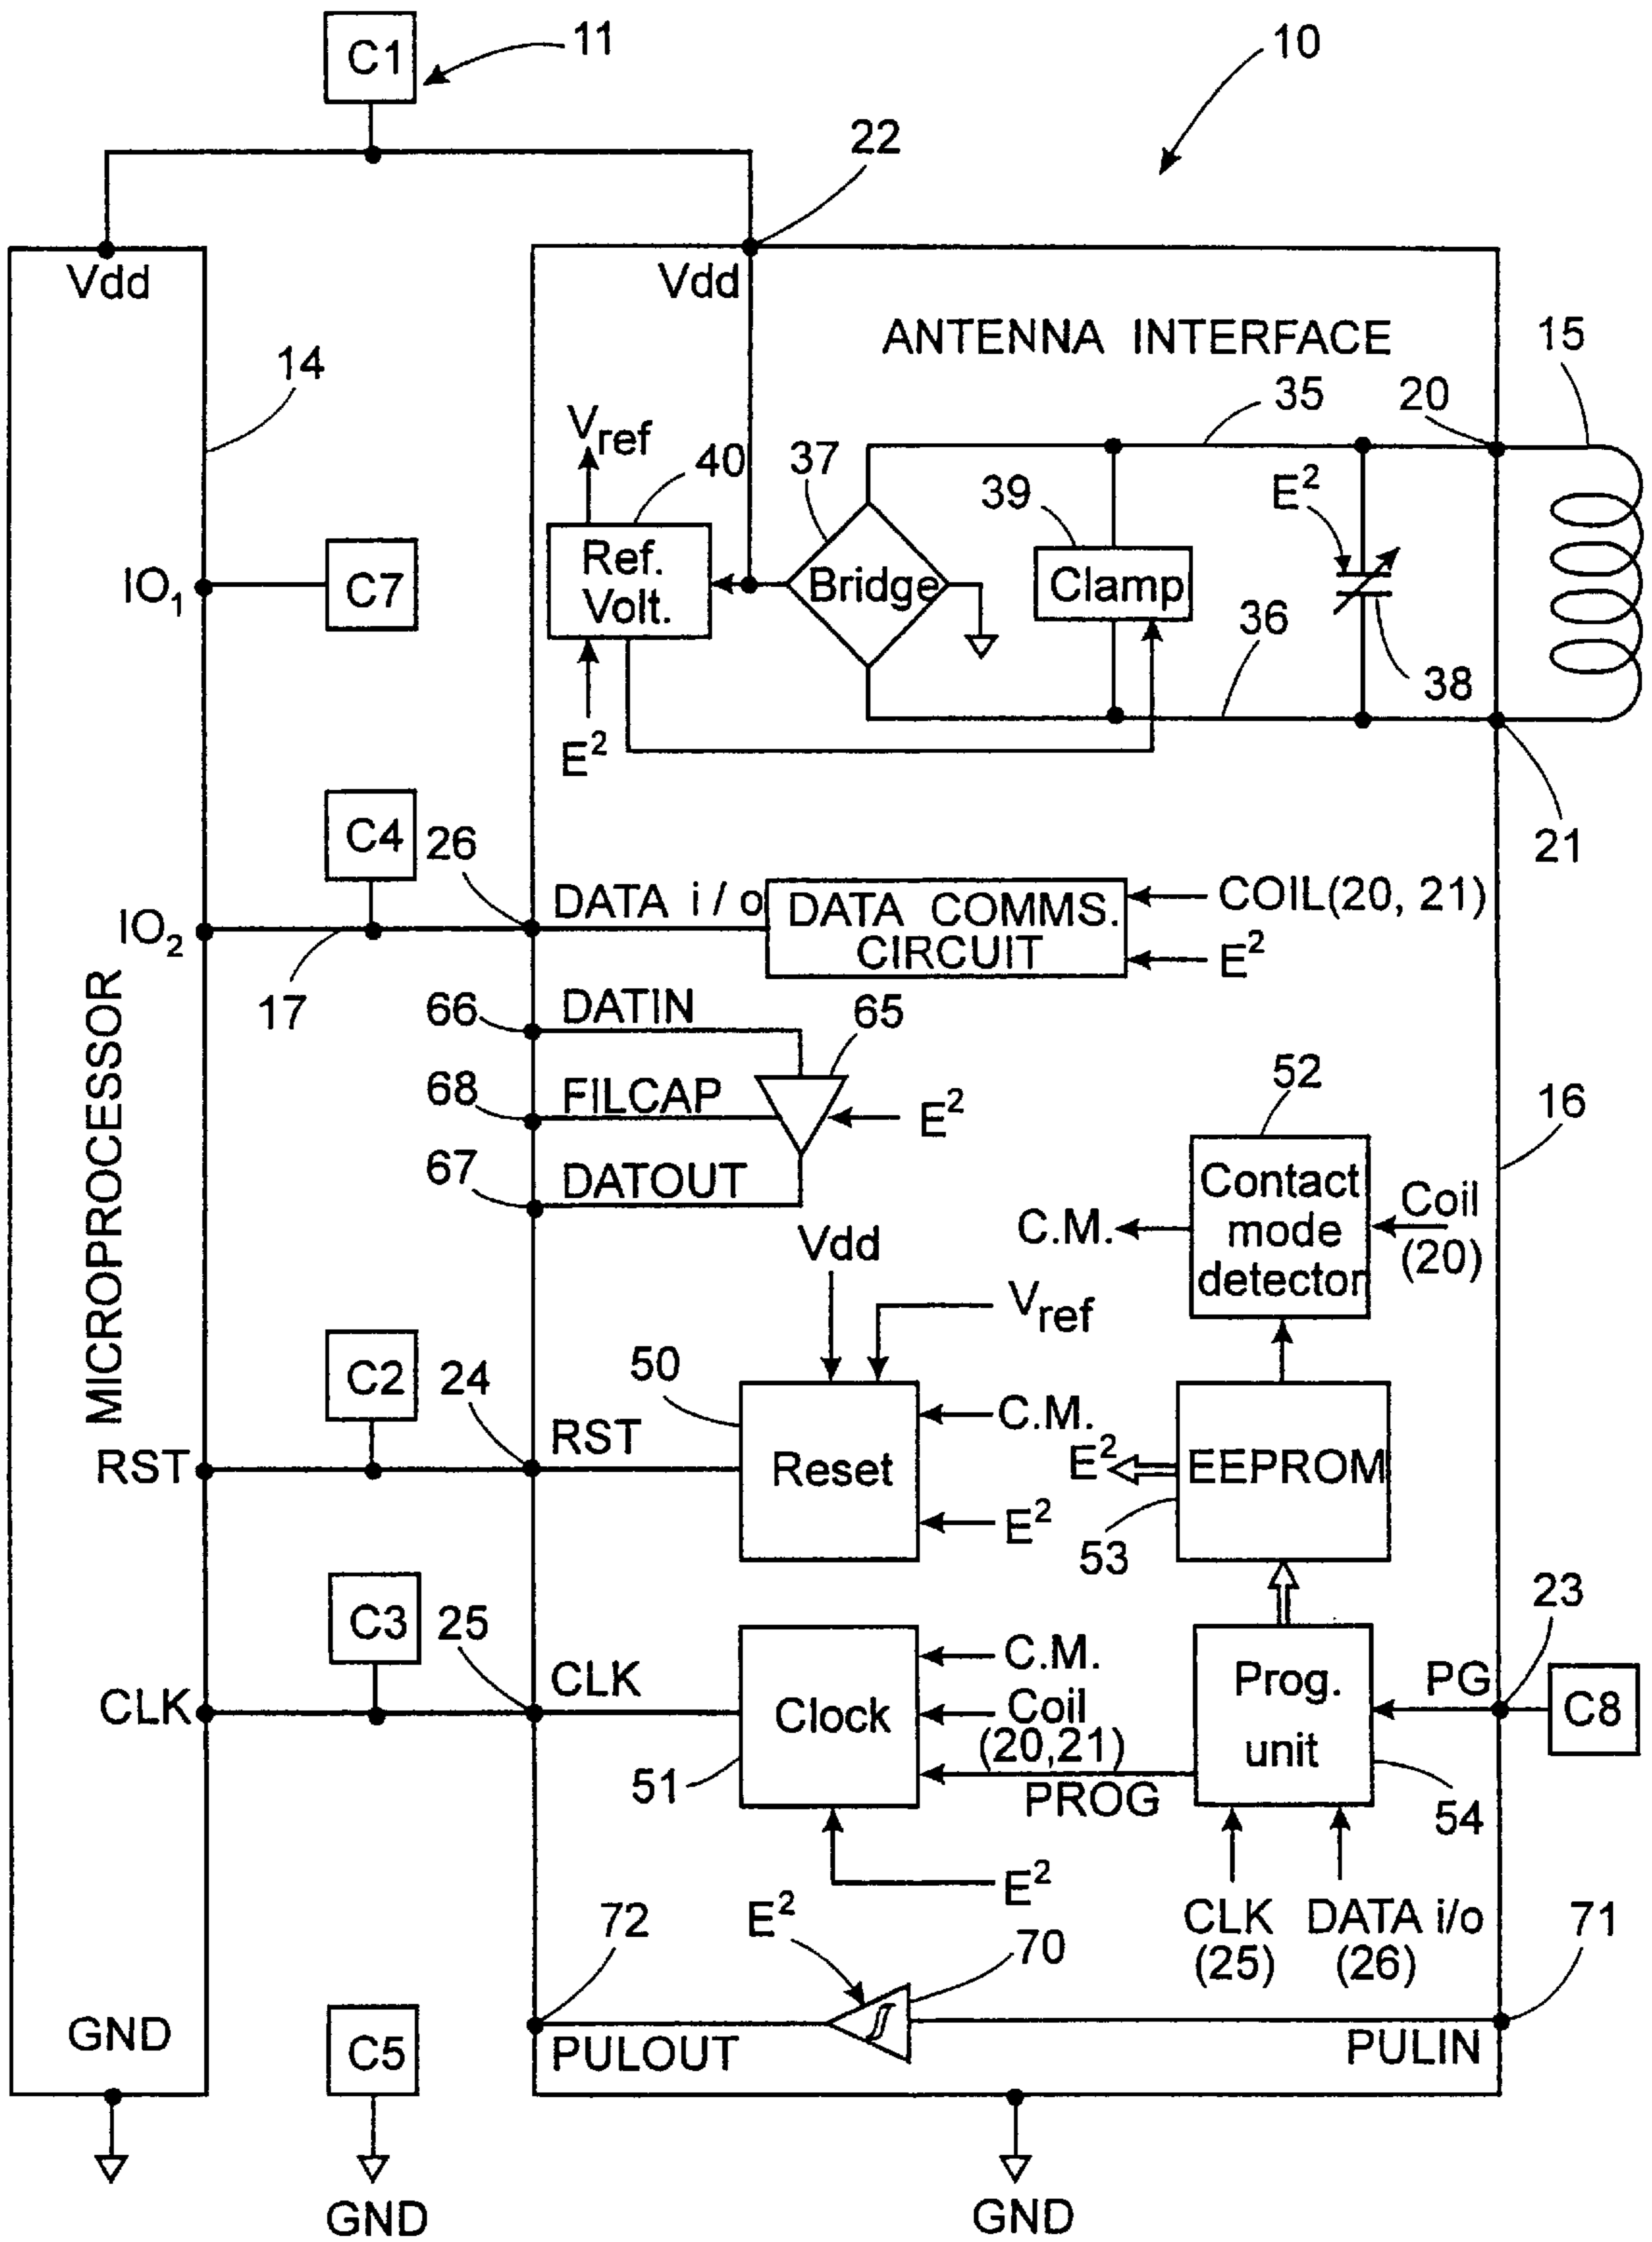 C1
11
10
22
Vdd
Vdd
ANTENNA INTERFACE
14
15
20
35
Vref
40
37
39
E²
Ref.
Volt.
Bridge
Clamp
IO₁
C7
36
38
E²
21
C4
26
DATA i / o
DATA COMMS.
CIRCUIT
COIL(20, 21)
E²
IO₂
17
66
DATIN
65
68
FILCAP
E²
67
DATOUT
52
16
Contact
mode
detector
C.M.
Coil
(20)
Vdd
Vref
MICROPROCESSOR
C2
24
50
RST
RST
Reset
C.M.
E²
E²
EEPROM
53
C3
25
CLK
CLK
Clock
51
C.M.
Coil
(20,21)
PROG
E²
Prog.
unit
PG
23
C8
54
CLK
(25)
DATA i/o
(26)
71
72
E²
70
PULOUT
PULIN
GND
C5
GND
GND